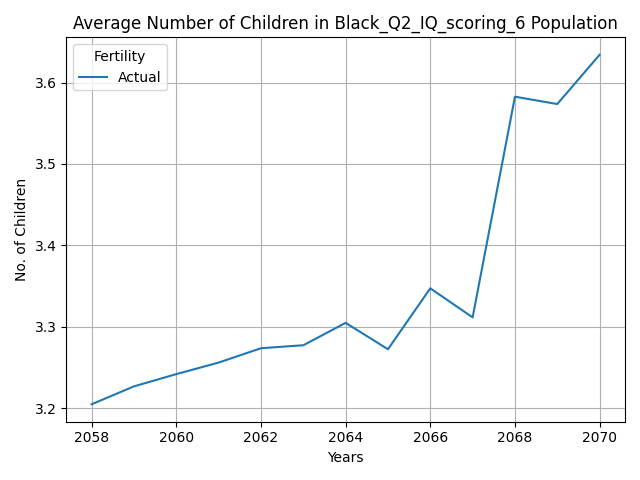 Average Number of Children in Black_Q2_IQ_scoring_6 Population
Fertility
Actual
No. of Children
3.6
3.5
3.4
3.3
3.2
2058 2060 2062 2064 2066 2068 2070
Years